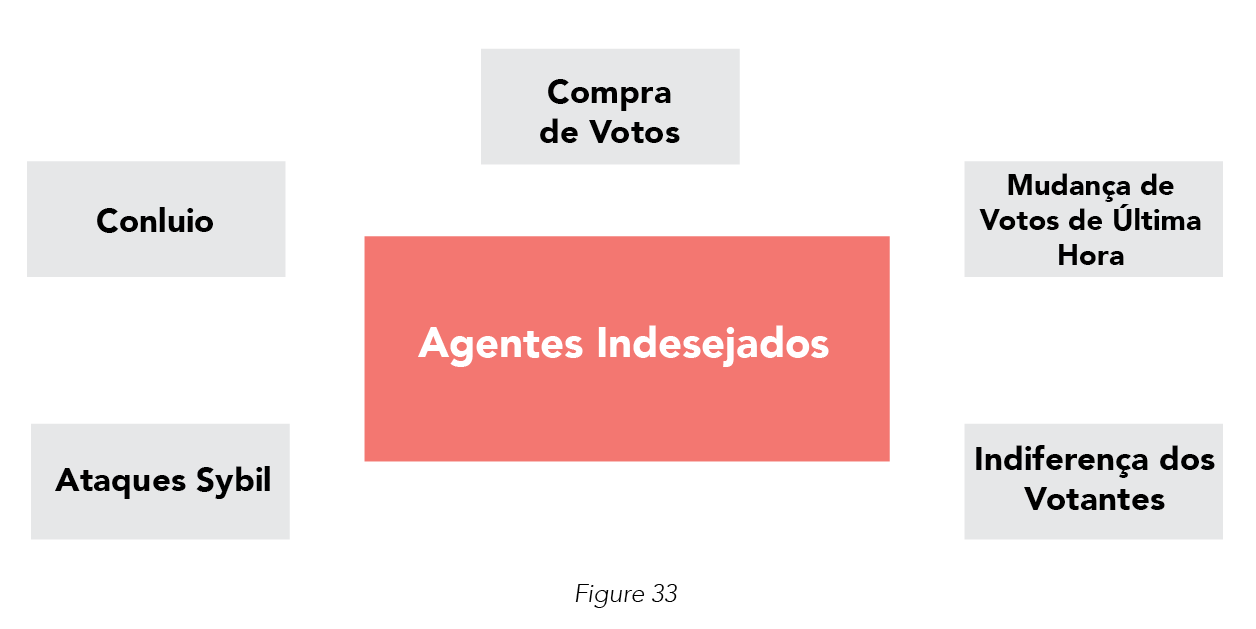 Compra
de Votos
Conluio
Mudança de
Votos de Última
Hora
Agentes Indesejados
Ataques Sybil
Indiferença dos
Votantes
Figure 33